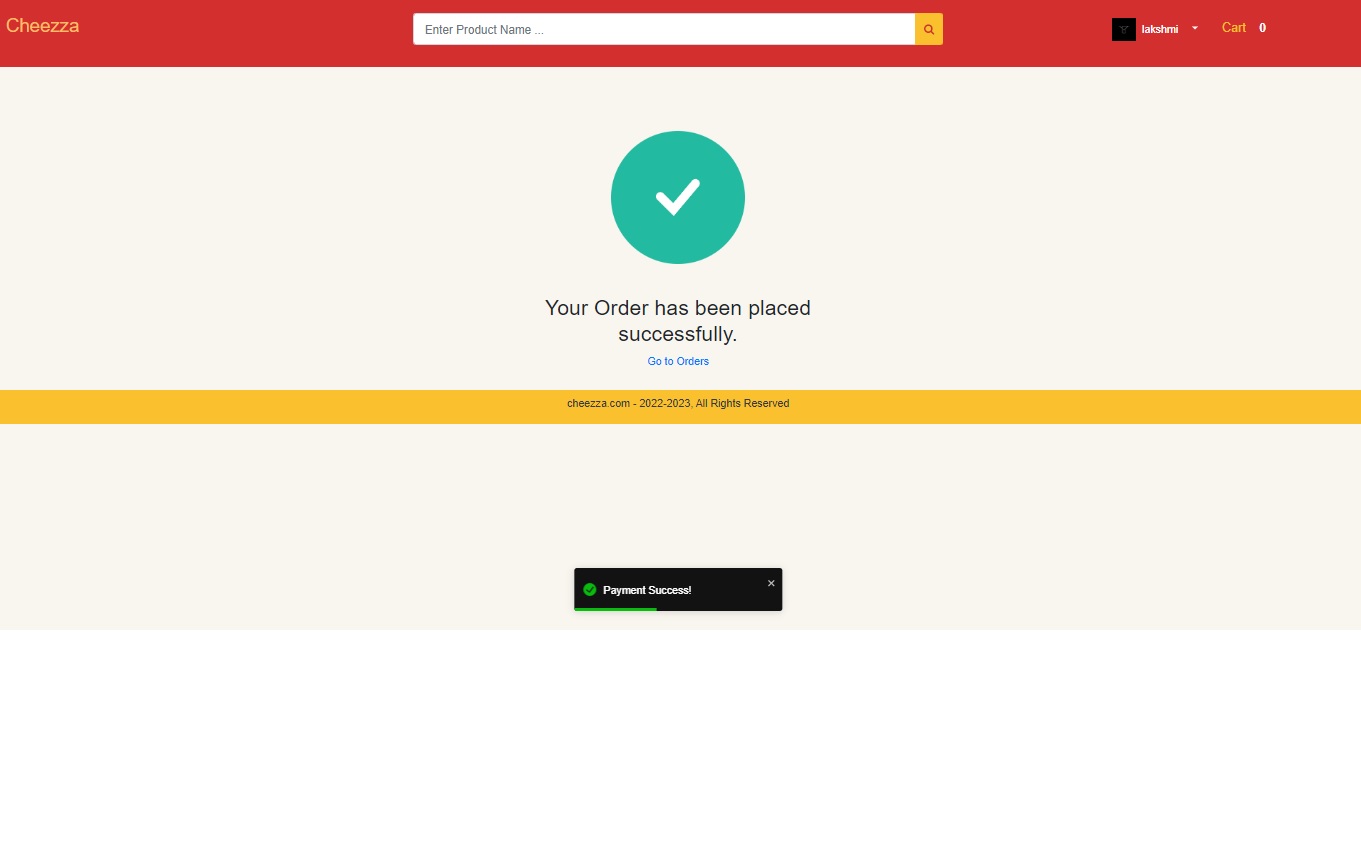 Cheezza
Enter Product Name ...
lakshmi
Cart 0
Your Order has been placed
successfully.
Go to Orders
cheezza.com - 2022-2023, All Rights Reserved
Payment Success!